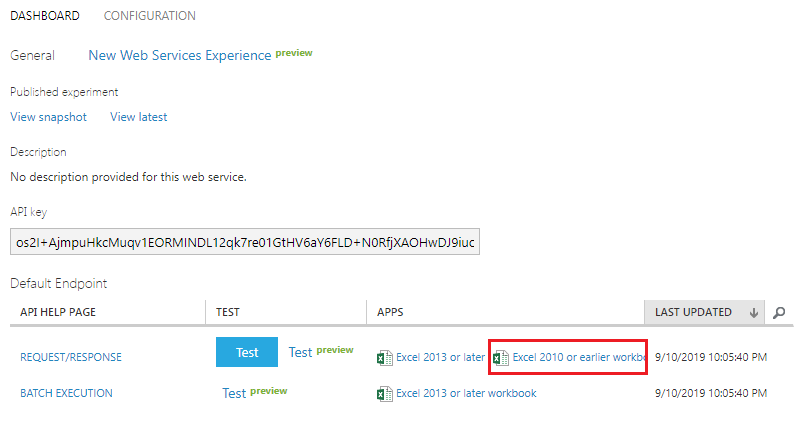 DASHBOARD CONFIGURATION
General New Web Services Experience preview
Published experiment
View snapshot View latest
Description
No description provided for this web service.
API key
os2I+AjmpuHkcMuqv1EORMINDL12qk7re01GtHV6aY6FLD+N0RfjXAOHwDJ9iuc
Default Endpoint
API HELP PAGE TEST APPS LAST UPDATED
REQUEST/RESPONSE Test Test preview Excel 2013 or later Excel 2010 or earlier workbo 9/10/2019 10:05:40 PM
BATCH EXECUTION Test preview Excel 2013 or later workbook 9/10/2019 10:05:40 PM